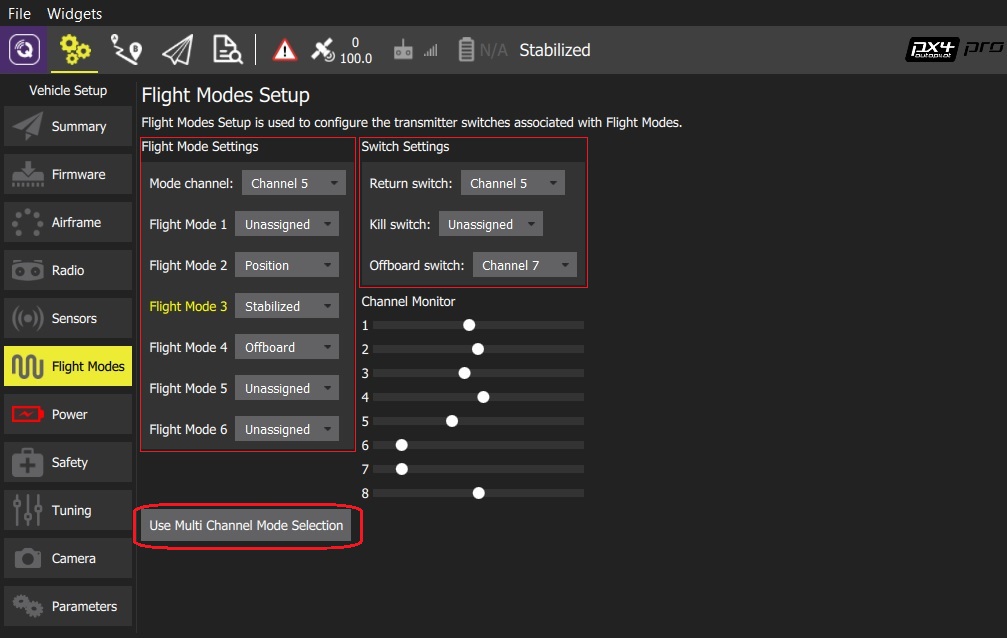 File Widgets
0
100.0
N/A Stabilized
px4 pro
autopilot
Vehicle Setup
Summary
Firmware
Airframe
Radio
Sensors
Flight Modes
Power
Safety
Tuning
Camera
Parameters
Flight Modes Setup
Flight Modes Setup is used to configure the transmitter switches associated with Flight Modes.
Flight Mode Settings
Mode channel: Channel 5
Flight Mode 1 Unassigned
Flight Mode 2 Position
Flight Mode 3 Stabilized
Flight Mode 4 Offboard
Flight Mode 5 Unassigned
Flight Mode 6 Unassigned
Use Multi Channel Mode Selection
Switch Settings
Return switch: Channel 5
Kill switch: Unassigned
Offboard switch: Channel 7
Channel Monitor
1
2
3
4
5
6
7
8